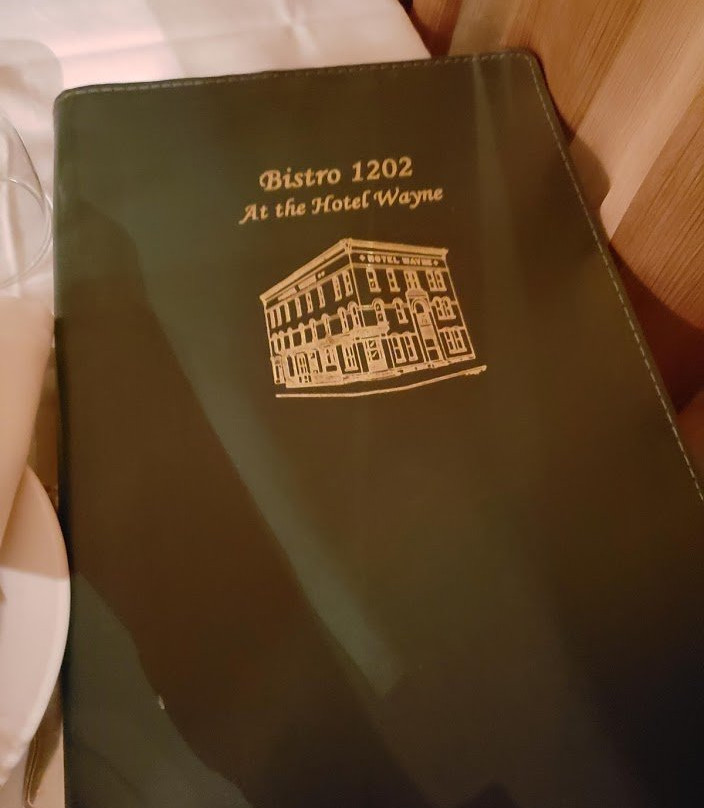 Bistro 1202
At the Hotel Wayne
HOTEL WAYNE